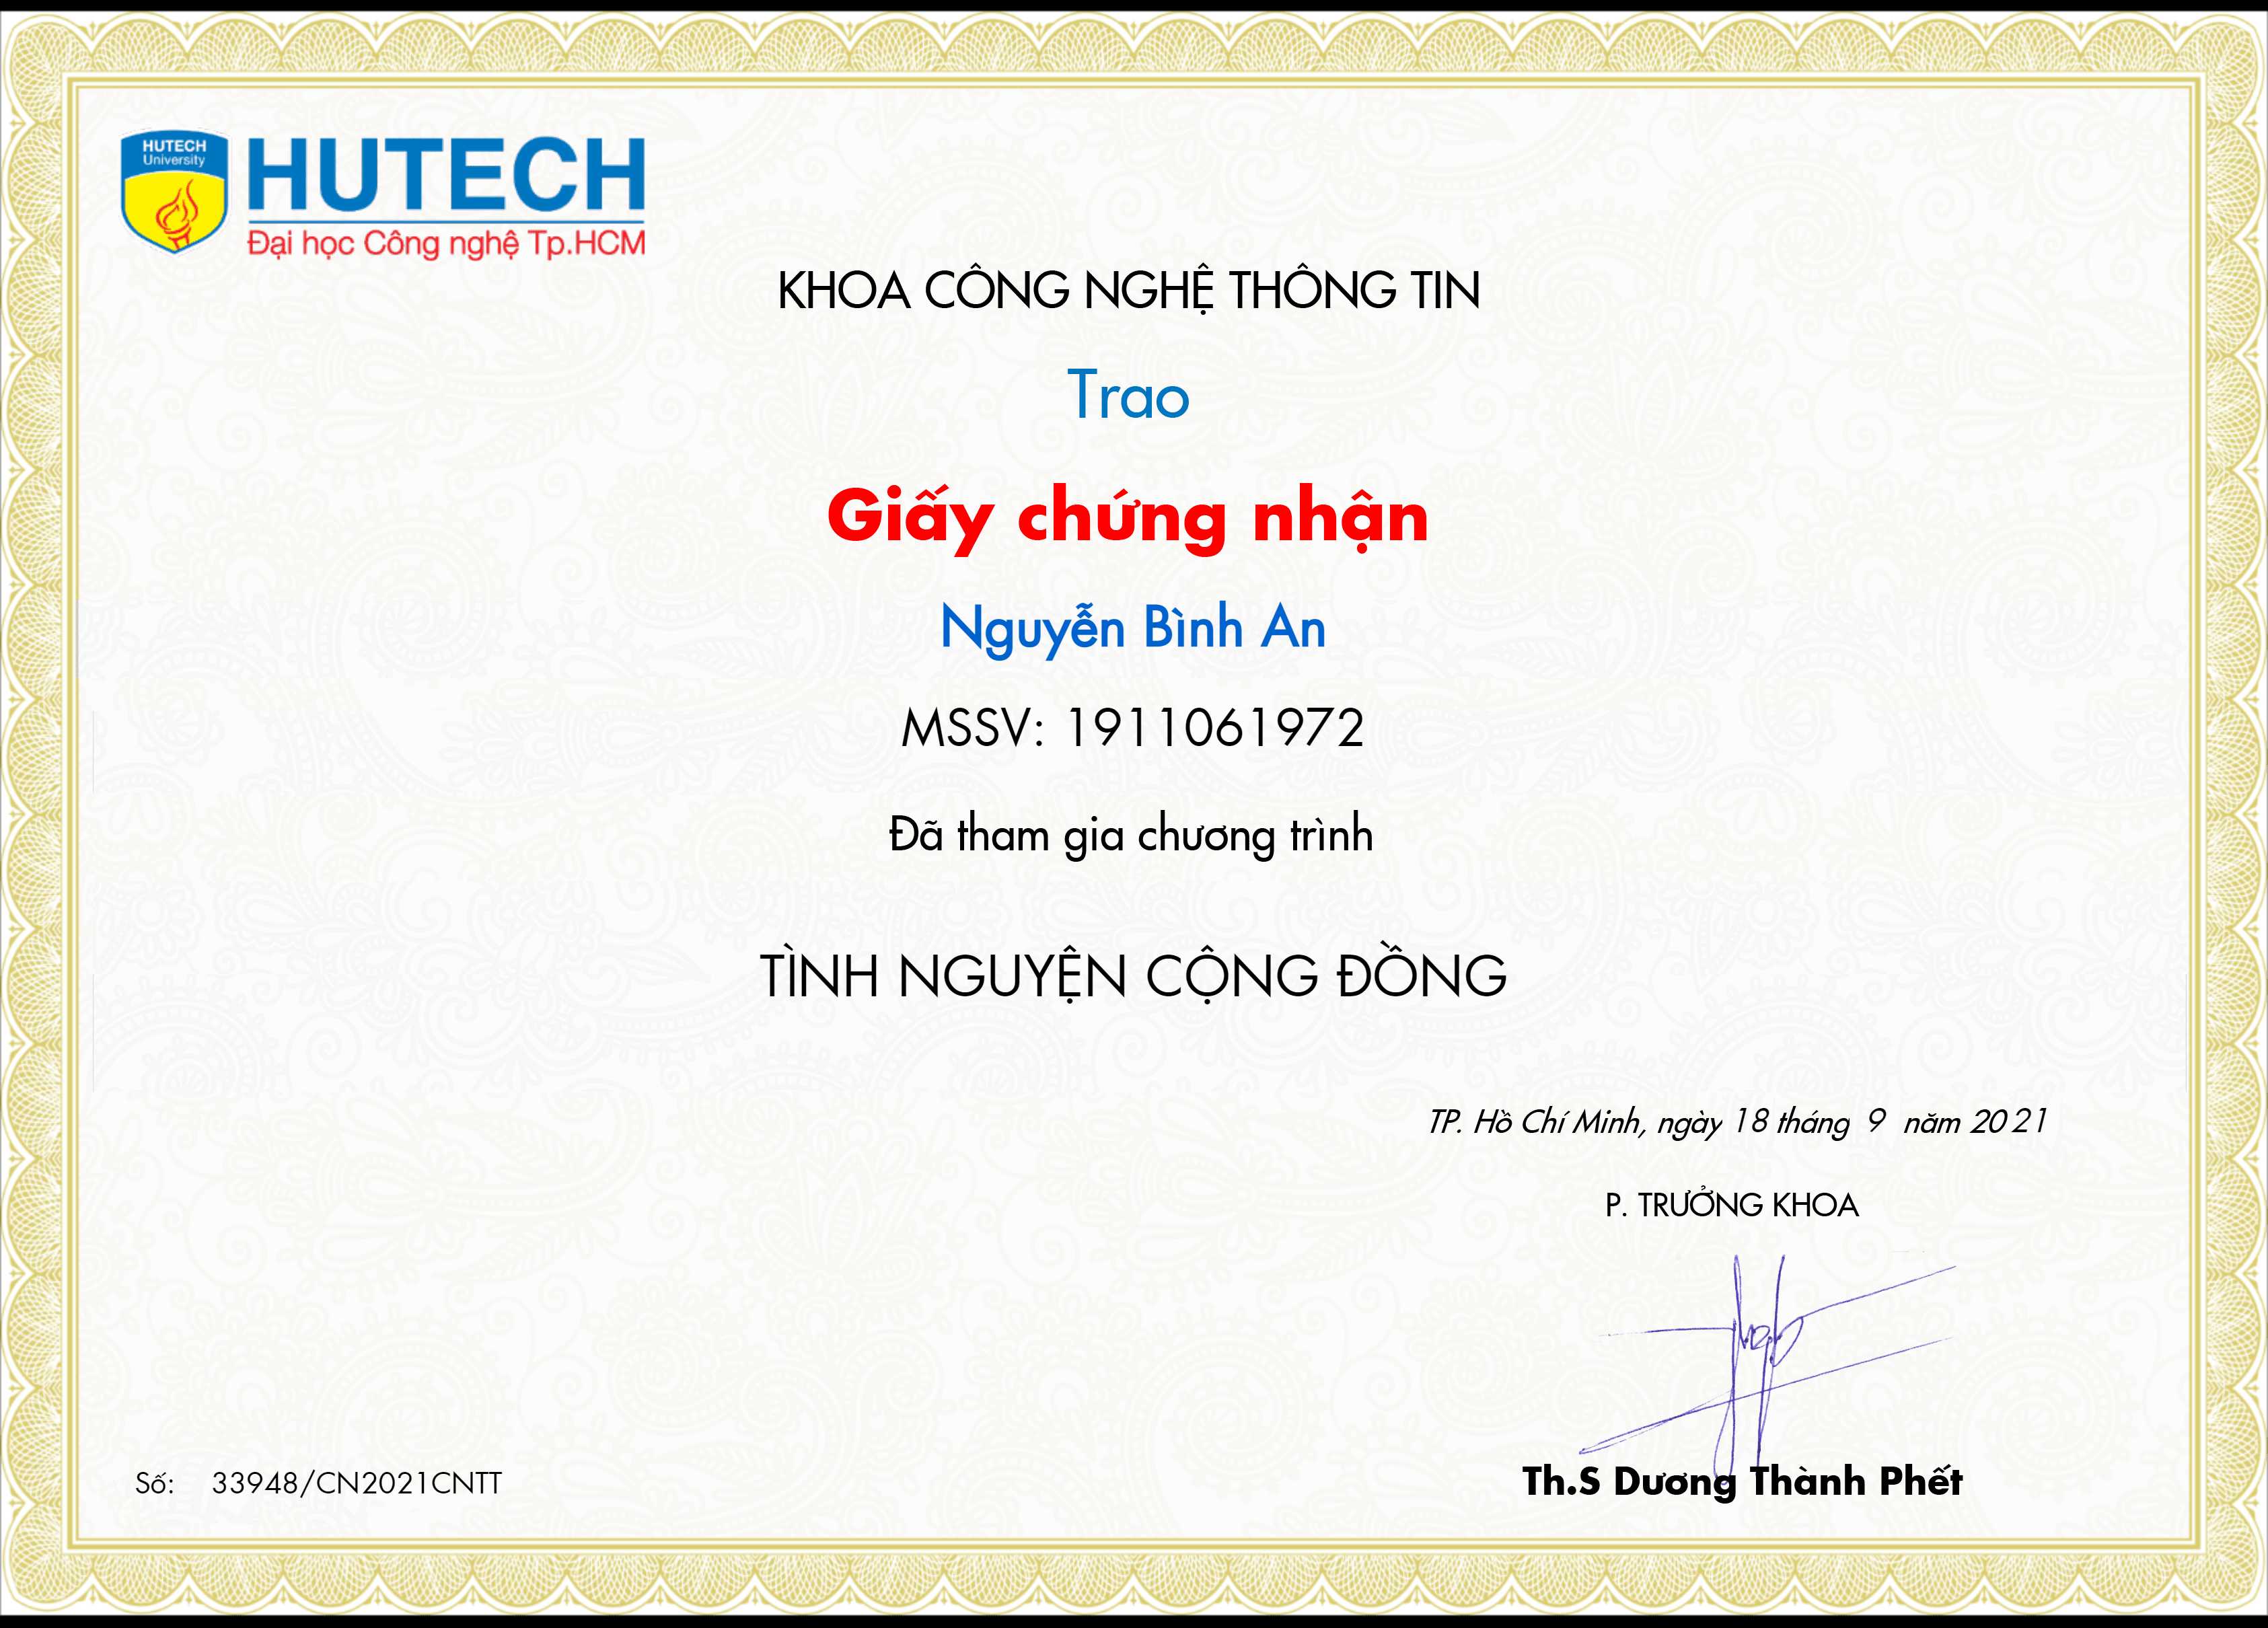 HUTECH
University
HUTECH
Đại học Công nghệ Tp.HCM
KHOA CÔNG NGHỆ THÔNG TIN
Trao
Giấy chứng nhận
Nguyễn Bình An
MSSV: 1911061972
Đã tham gia chương trình
TÌNH NGUYỆN CỘNG ĐỒNG
TP. Hồ Chí Minh, ngày 18 tháng 9 năm 2021
P. TRƯỞNG KHOA
Th.S Dương Thành Phết
Số: 33948/CN2021CNTT